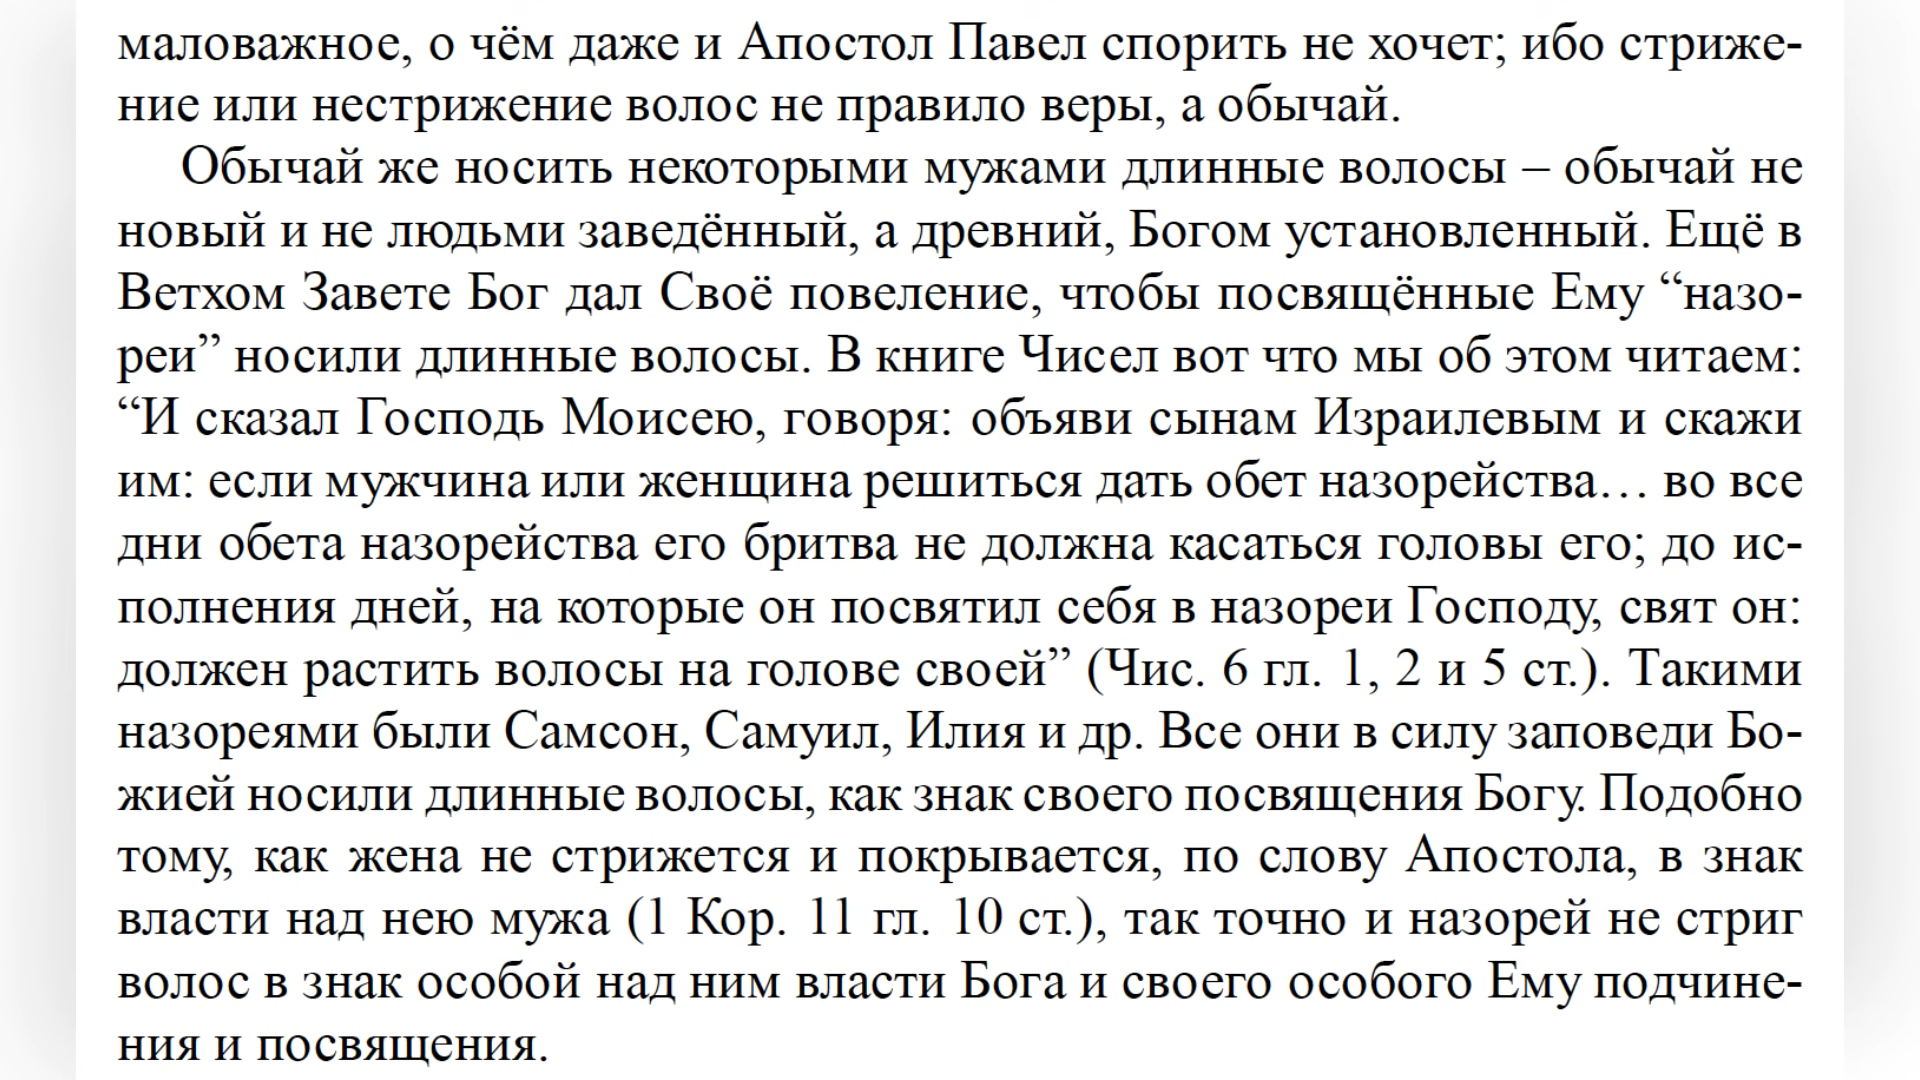 маловажное, о чём даже и Апостол Павел спорить не хочет; ибо стриже-
ние или нестрижение волос не правило веры, а обычай.
Обычай же носить некоторыми мужами длинные волосы – обычай не
новый и не людьми заведённый, а древний, Богом установленный. Ещё в
Ветхом Завете Бог дал Своё повеление, чтобы посвящённые Ему “назо-
реи” носили длинные волосы. В книге Чисел вот что мы об этом читаем:
“И сказал Господь Моисею, говоря: объяви сынам Израилевым и скажи
им: если мужчина или женщина решиться дать обет назорейства… во все
дни обета назорейства его бритва не должна касаться головы его; до ис-
полнения дней, на которые он посвятил себя в назореи Господу, свят он:
должен растить волосы на голове своей” (Чис. 6 гл. 1, 2 и 5 ст.). Такими
назореями были Самсон, Самуил, Илия и др. Все они в силу заповеди Бо-
жией носили длинные волосы, как знак своего посвящения Богу. Подобно
тому, как жена не стрижется и покрывается, по слову Апостола, в знак
власти над нею мужа (1 Кор. 11 гл. 10 ст.), так точно и назорей не стриг
волос в знак особой над ним власти Бога и своего особого Ему подчине-
ния и посвящения.